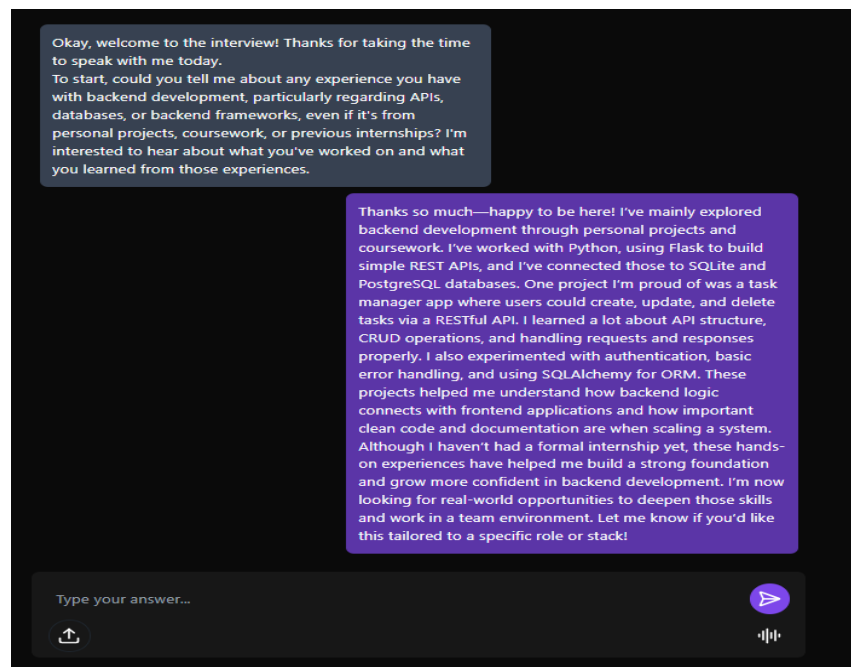 Okay, welcome to the interview! Thanks for taking the time
to speak with me today.
To start, could you tell me about any experience you have
with backend development, particularly regarding APIs,
databases, or backend frameworks, even if it's from
personal projects, coursework, or previous internships? I'm
interested to hear about what you've worked on and what
you learned from those experiences.
Thanks so much—happy to be here! I've mainly explored
backend development through personal projects and
coursework. I've worked with Python, using Flask to build
simple REST APIs, and I've connected those to SQLite and
PostgreSQL databases. One project I'm proud of was a task
manager app where users could create, update, and delete
tasks via a RESTful API. I learned a lot about API structure,
CRUD operations, and handling requests and responses
properly. I also experimented with authentication, basic
error handling, and using SQLAlchemy for ORM. These
projects helped me understand how backend logic
connects with frontend applications and how important
clean code and documentation are when scaling a system.
Although I haven't had a formal internship yet, these hands-
on experiences have helped me build a strong foundation
and grow more confident in backend development. I'm now
looking for real-world opportunities to deepen those skills
and work in a team environment. Let me know if you'd like
this tailored to a specific role or stack!
Type your answer...